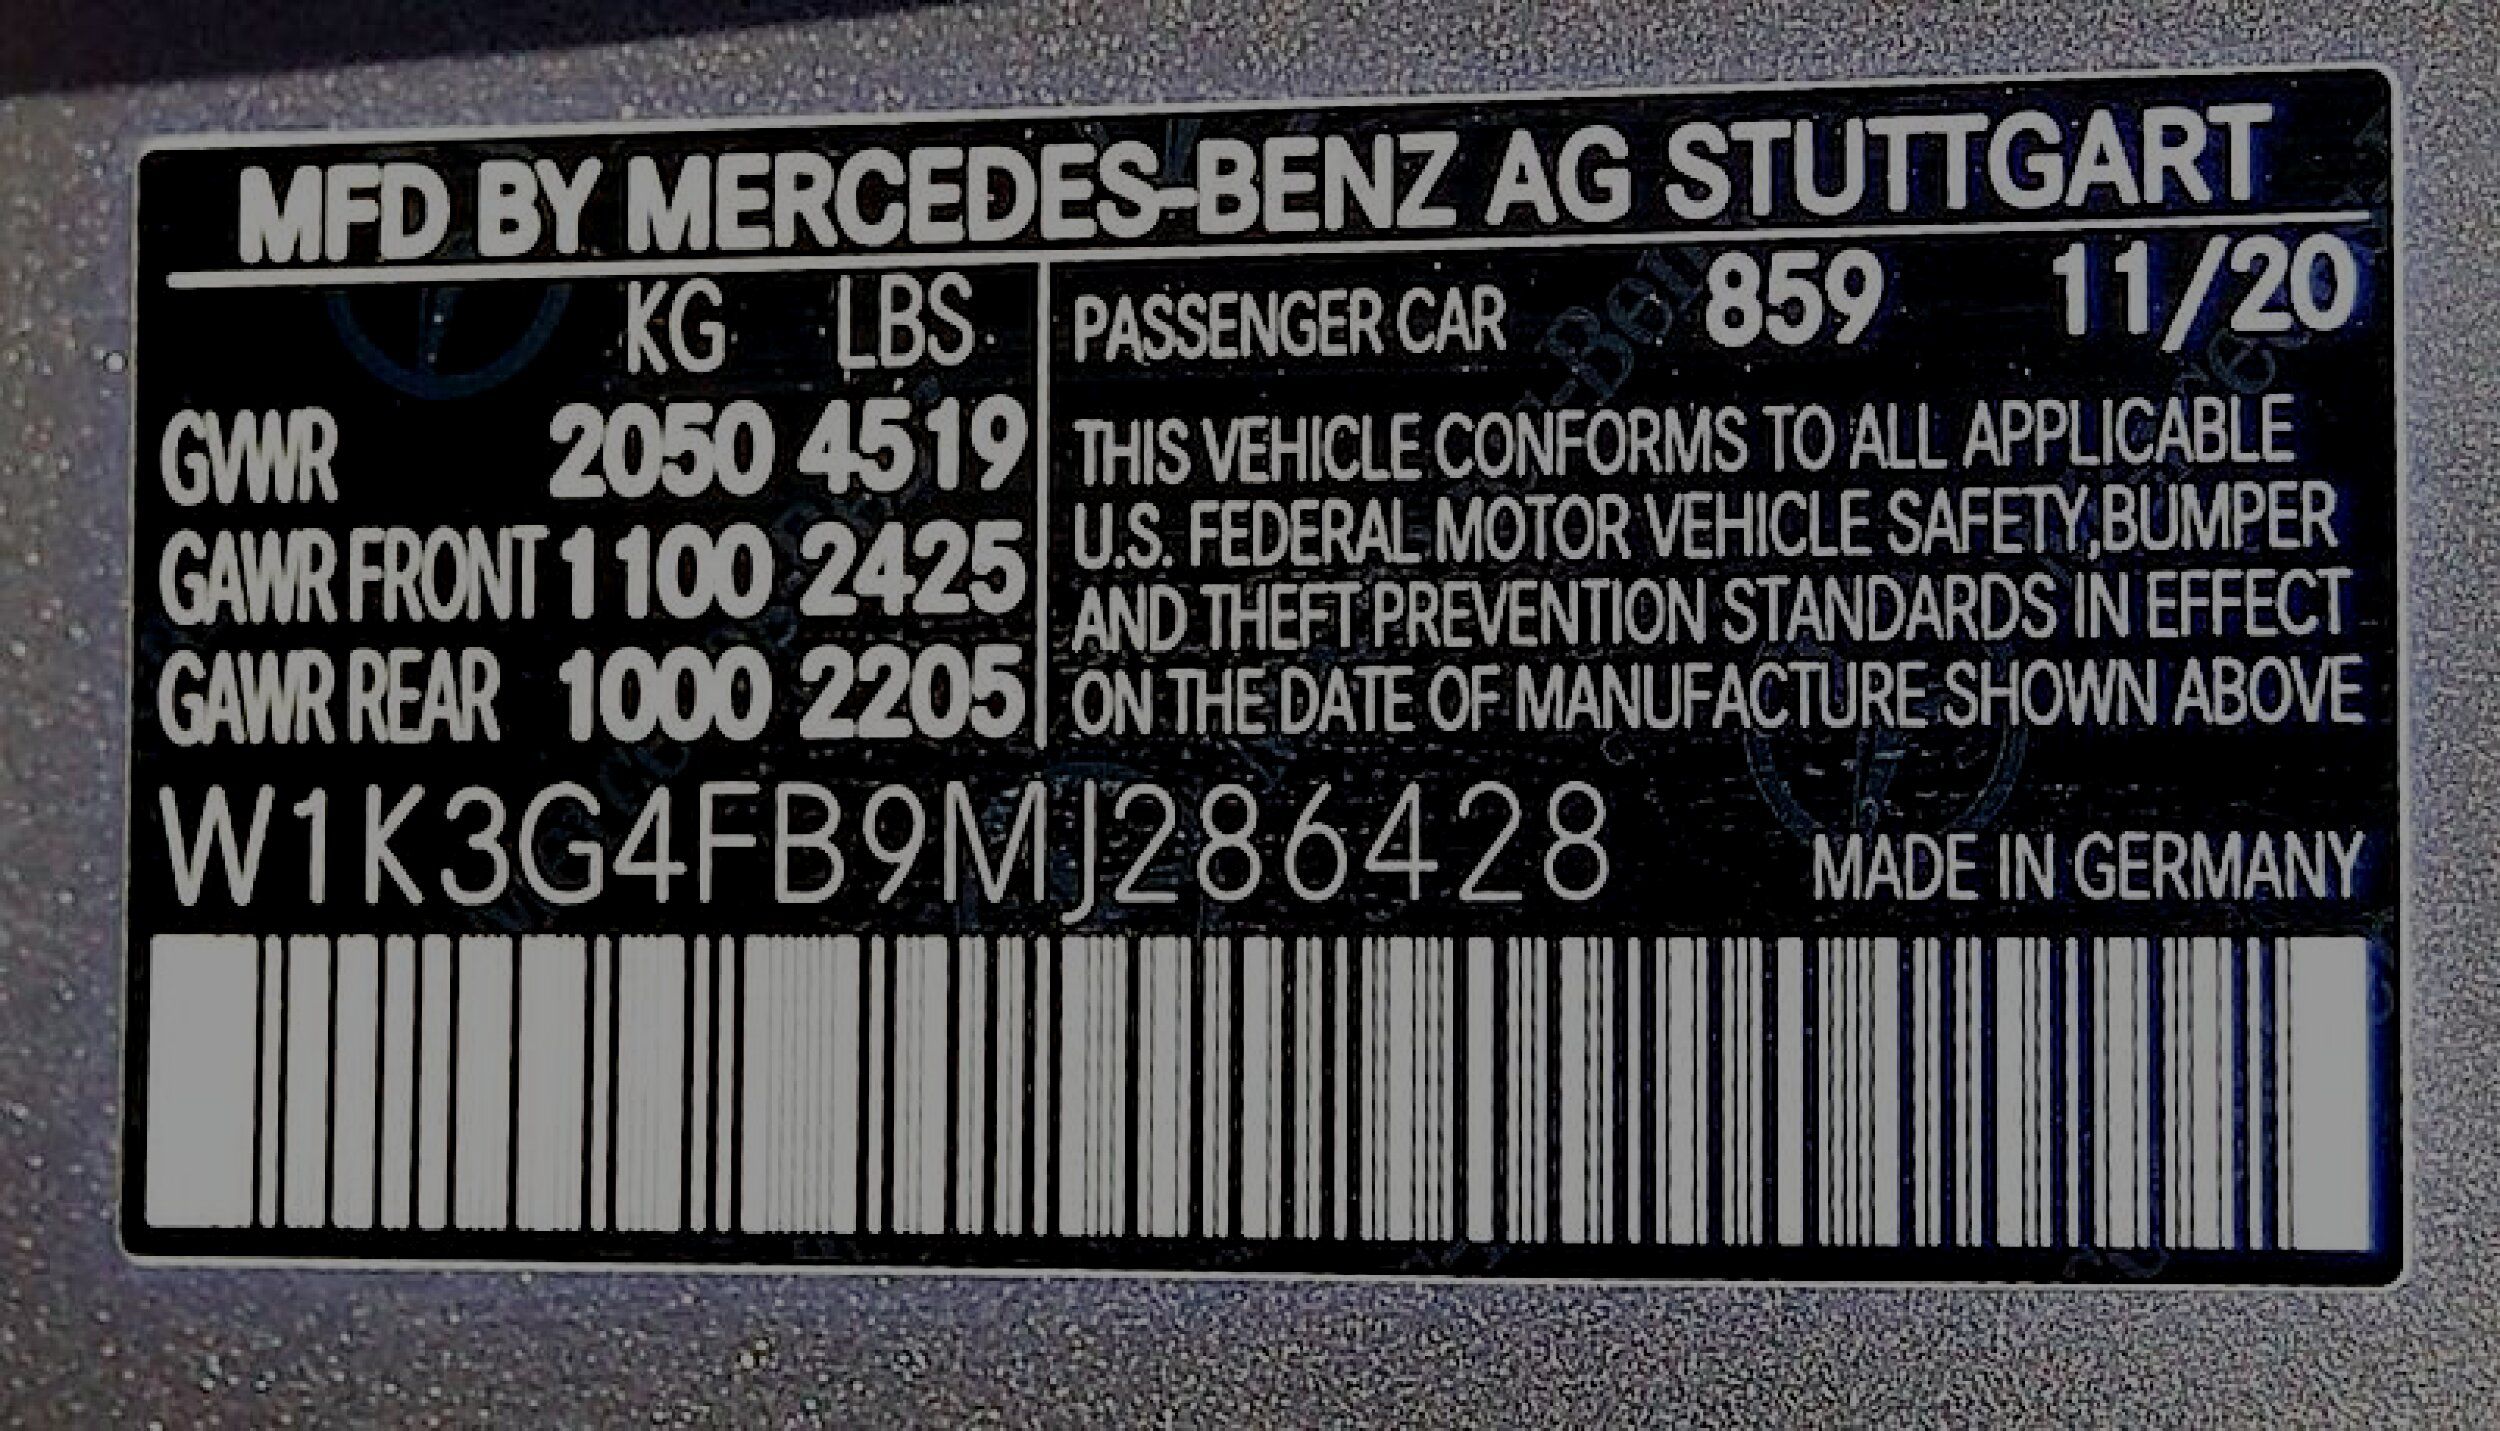 MFD BY MERCEDES-BENZ AG STUTTGART
KG LBS
GVWR 2050 4519
GAWR FRONT 1100 2425
GAWR REAR 1000 2205
PASSENGER CAR 859 11/20
THIS VEHICLE CONFORMS TO ALL APPLICABLE
U.S. FEDERAL MOTOR VEHICLE SAFETY,BUMPER
AND THEFT PREVENTION STANDARDS IN EFFECT
ON THE DATE OF MANUFACTURE SHOWN ABOVE
W1K3G4FB9MJ286428
MADE IN GERMANY